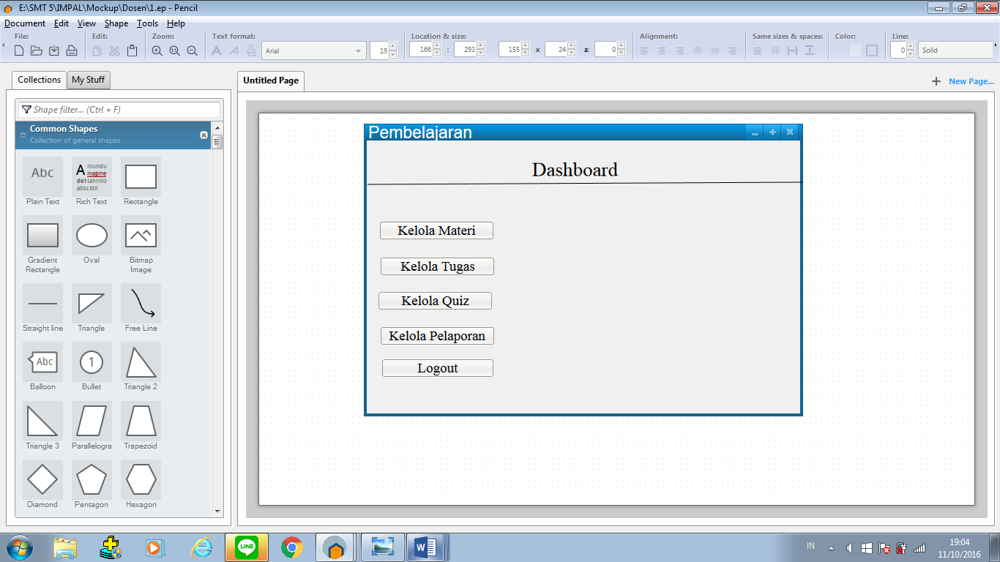 E:\SMT 5\IMPAL\Mockup\Dosen\1.ep - Pencil
Document Edit View Shape Tools Help
File: Edit: Zoom: Text format: Location & size: Alignment: Same sizes & spaces: Color: Line:
Arial 19 166 : 293 155 x 24 a: 0 0 Solid
Collections My Stuff
Untitled Page
New Page...
Shape filter... (Ctrl + F)
Common Shapes
Collection of general shapes
Abc
A mundu
magine
del tannito
abscidit
Plain Text Rich Text Rectangle
Gradient Rectangle Oval Bitmap Image
Straight line Triangle Free Line
Abc 1
Balloon Bullet Triangle 2
Triangle 3 Parallelogra Trapezoid
Diamond Pentagon Hexagon
Pembelajaran
Dashboard
Kelola Materi
Kelola Tugas
Kelola Quiz
Kelola Pelaporan
Logout
LINE
W
IN
19:04
11/10/2016